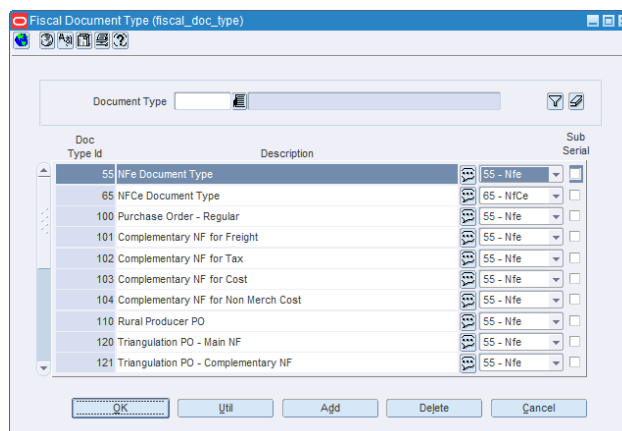 Fiscal Document Type (fiscal_doc_type)
Document Type
Doc Type Id Description Sub Serial
55 NFe Document Type 55 - Nfe
65 NFCe Document Type 65 - NfCe
100 Purchase Order - Regular 55 - Nfe
101 Complementary NF for Freight 55 - Nfe
102 Complementary NF for Tax 55 - Nfe
103 Complementary NF for Cost 55 - Nfe
104 Complementary NF for Non Merch Cost 55 - Nfe
110 Rural Producer PO 55 - Nfe
120 Triangulation PO - Main NF 55 - Nfe
121 Triangulation PO - Complementary NF 55 - Nfe
OK Util Add Delete Cancel